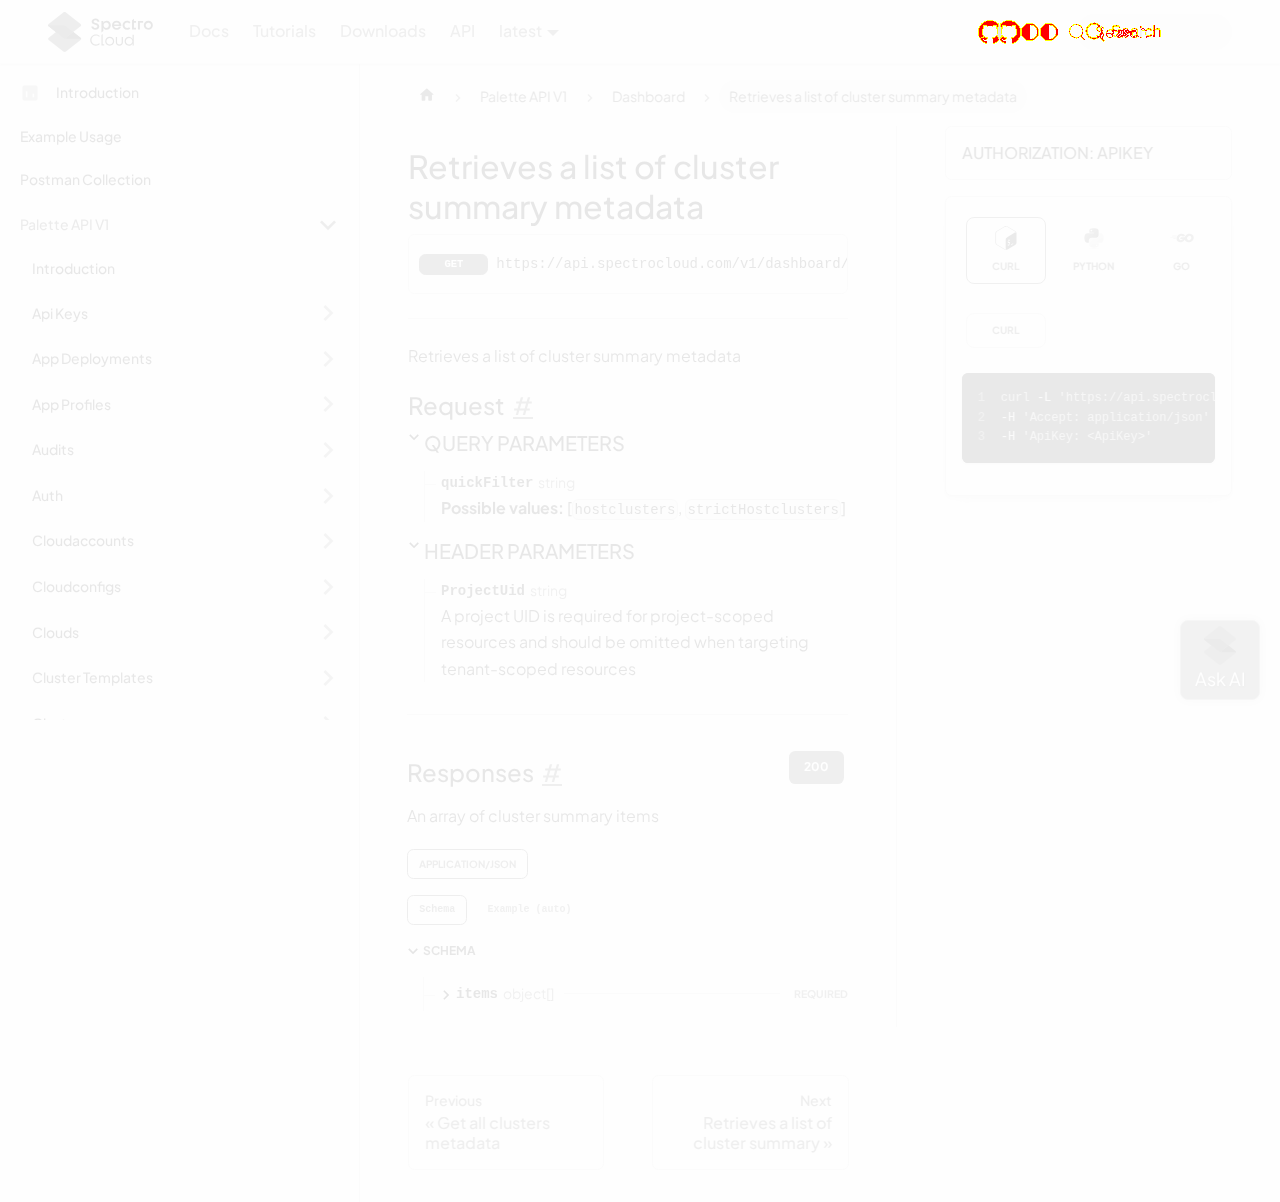 Spectro Cloud
Docs Tutorials Downloads API latest
Introduction
Example Usage
Postman Collection
Palette API V1
Introduction
Api Keys
App Deployments
App Profiles
Audits
Auth
Cloudaccounts
Cloudconfigs
Clouds
Cluster Templates
Palette API V1 Dashboard Retrieves a list of cluster summary metadata
Retrieves a list of cluster
summary metadata
GET https://api.spectrocloud.com/v1/dashboard/
Retrieves a list of cluster summary metadata
Request #
QUERY PARAMETERS
quickFilter string
Possible values: [hostclusters, strictHostclusters]
HEADER PARAMETERS
ProjectUid string
A project UID is required for project-scoped
resources and should be omitted when targeting
tenant-scoped resources
Responses #
200
An array of cluster summary items
APPLICATION/JSON
Schema Example (auto)
SCHEMA
items object[] REQUIRED
Previous
« Get all clusters
metadata
Next
Retrieves a list of
cluster summary »
AUTHORIZATION: APIKEY
CURL PYTHON GO
CURL
1 curl -L 'https://api.spectrocl
2 -H 'Accept: application/json'
3 -H 'ApiKey: <ApiKey>'
Ask AI